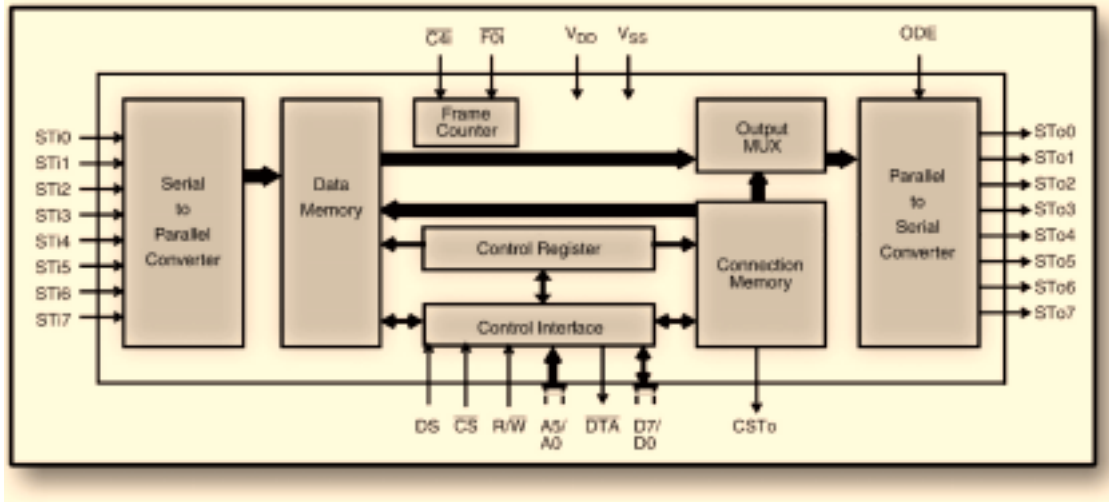 C4i F0i VDD VSS ODE
Frame
Counter
Output
MUX
STi0
STi1
STi2
STi3
STi4
STi5
STi6
STi7
Serial
to
Parallel
Converter
Data
Memory
Control Register
Control Interface
Connection
Memory
Parallel
to
Serial
Converter
STo0
STo1
STo2
STo3
STo4
STo5
STo6
STo7
DS CS R/W A5/ DTA D7/ CSTo
A0 D0